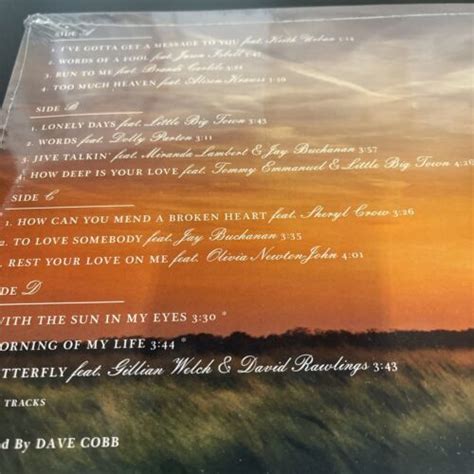 SIDE A
1. I'VE GOTTA GET A MESSAGE TO YOU feat. Keith Urban 3:14
2. WORDS OF A FOOL feat. Jason Isbell
3. RUN TO ME feat. Brandi Carlile
4. TOO MUCH HEAVEN feat. Alison Krauss
SIDE B
1. LONELY DAYS feat. Little Big Town 3:43
2. WORDS feat. Dolly Parton 3:11
3. JIVE TALKIN' feat. Miranda Lambert & Jay Buchanan 3:57
4. HOW DEEP IS YOUR LOVE feat. Tommy Emmanuel & Little Big Town 4:00
SIDE C
1. HOW CAN YOU MEND A BROKEN HEART feat. Sheryl Crow 3:26
. TO LOVE SOMEBODY feat. Jay Buchanan 3:35
. REST YOUR LOVE ON ME feat. Olivia Newton-John 4:01
DE D
WITH THE SUN IN MY EYES 3:30 *
ORNING OF MY LIFE 3:44 *
TTERFLY feat. Gillian Welch & David Rawlings 3:43
TRACKS
d By DAVE COBB